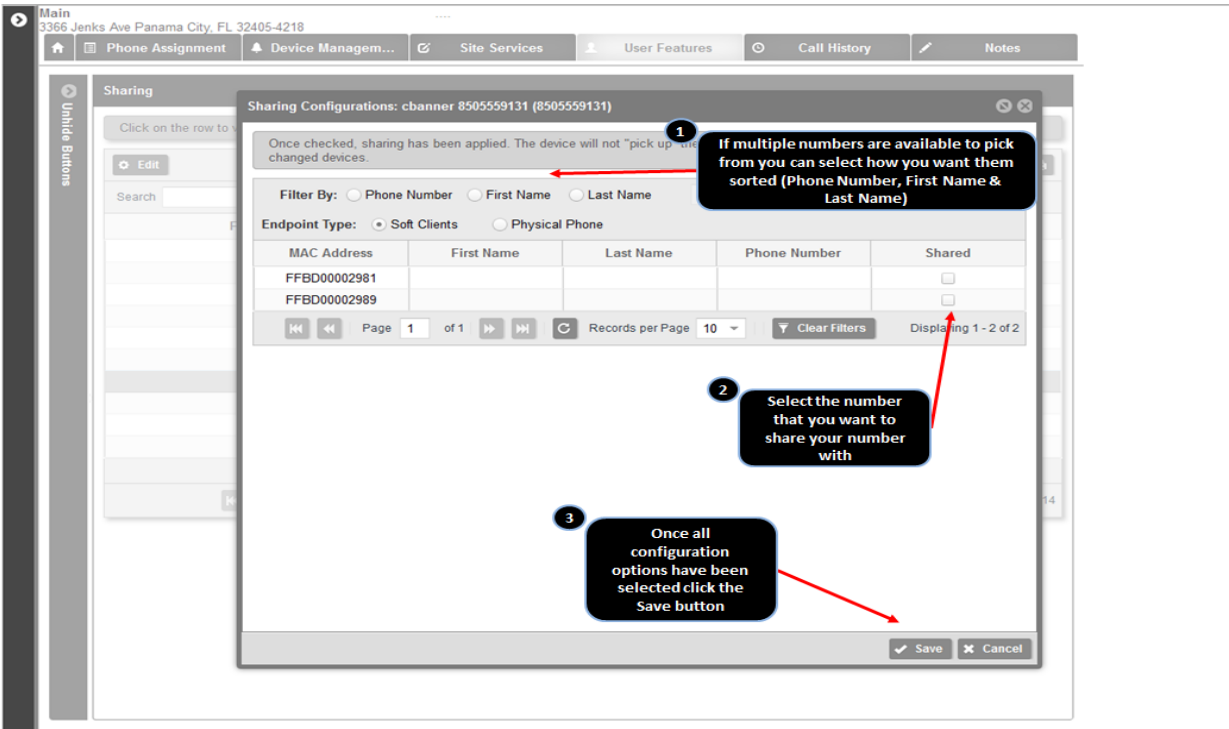 Main
3366 Jenks Ave Panama City, FL 32405-4218
Phone Assignment Device Managem... Site Services User Features Call History Notes
Unhide Buttons
Sharing
Click on the row to
Edit
Search
Sharing Configurations: cbanner 8505559131 (8505559131)
Once checked, sharing has been applied. The device will not "pick up"
changed devices.
1
If multiple numbers are available to pick
from you can select how you want them
sorted (Phone Number, First Name &
Last Name)
Filter By: Phone Number First Name Last Name
Endpoint Type: Soft Clients Physical Phone
MAC Address First Name Last Name Phone Number Shared
FFBD00002981
FFBD00002989
Page 1 of 1 Records per Page 10 Clear Filters Displaying 1 - 2 of 2
2
Select the number
that you want to
share your number
with
14
3
Once all
configuration
options have been
selected click the
Save button
Save Cancel